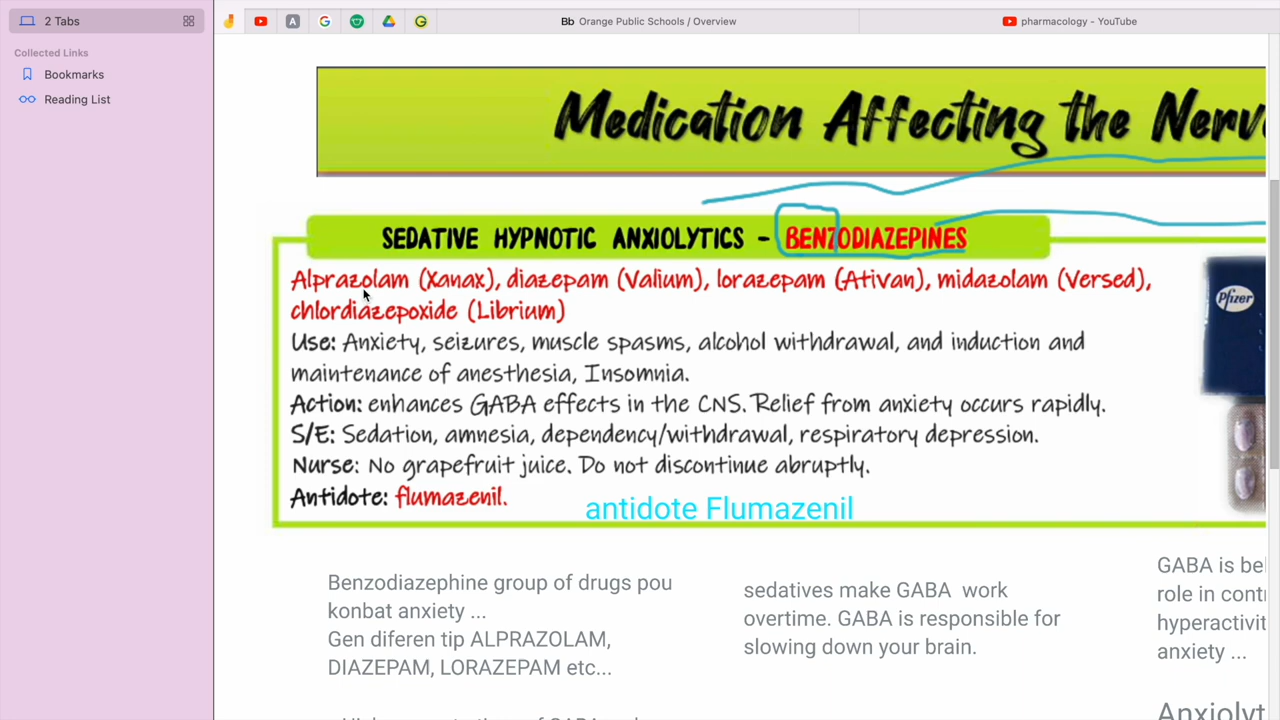 2 Tabs
Collected Links
Bookmarks
Reading List
A
G
G
Bb Orange Public Schools / Overview
pharmacology - YouTube
Medication Affecting the Nerv
SEDATIVE HYPNOTIC ANXIOLYTICS - BENZODIAZEPINES
Alprazolam (Xanax), diazepam (Valium), lorazepam (Ativan), midazolam (Versed),
chlordiazepoxide (Librium)
Use: Anxiety, seizures, muscle spasms, alcohol withdrawal, and induction and
maintenance of anesthesia, Insomnia.
Action: enhances GABA effects in the CNS. Relief from anxiety occurs rapidly.
S/E: Sedation, amnesia, dependency/withdrawal, respiratory depression.
Nurse: No grapefruit juice. Do not discontinue abruptly.
Antidote: flumazenil.
antidote Flumazenil
Pfizer
Benzodiazephine group of drugs pou
konbat anxiety ...
Gen diferen tip ALPRAZOLAM,
DIAZEPAM, LORAZEPAM etc...
sedatives make GABA work
overtime. GABA is responsible for
slowing down your brain.
GABA is be
role in cont
hyperactivit
anxiety ...
Anxiolyt